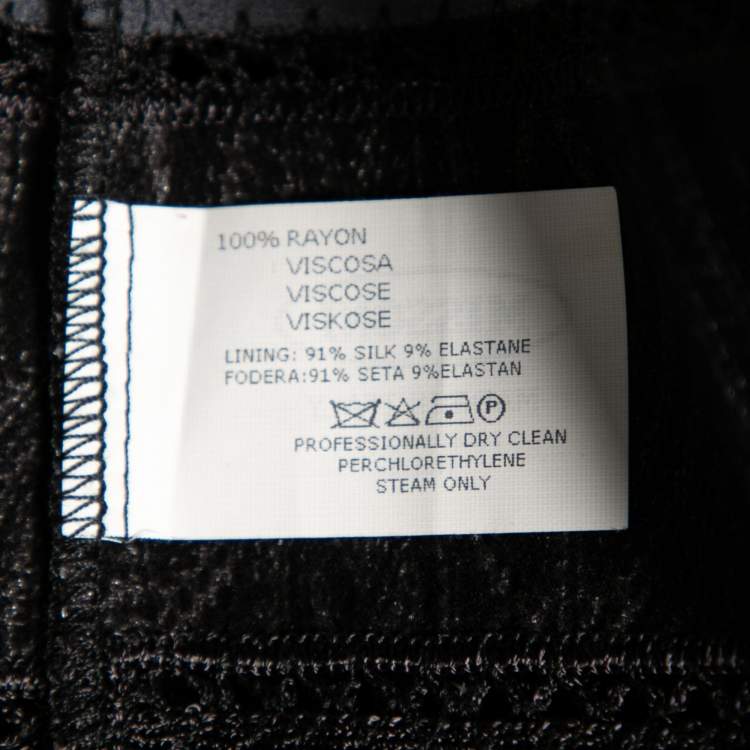 100% RAYON
VISCOSA
VISCOSE
VISKOSE
LINING: 91% SILK 9% ELASTANE
FODERA:91% SETA 9%ELASTAN
P
PROFESSIONALLY DRY CLEAN
PERCHLORETHYLENE
STEAM ONLY